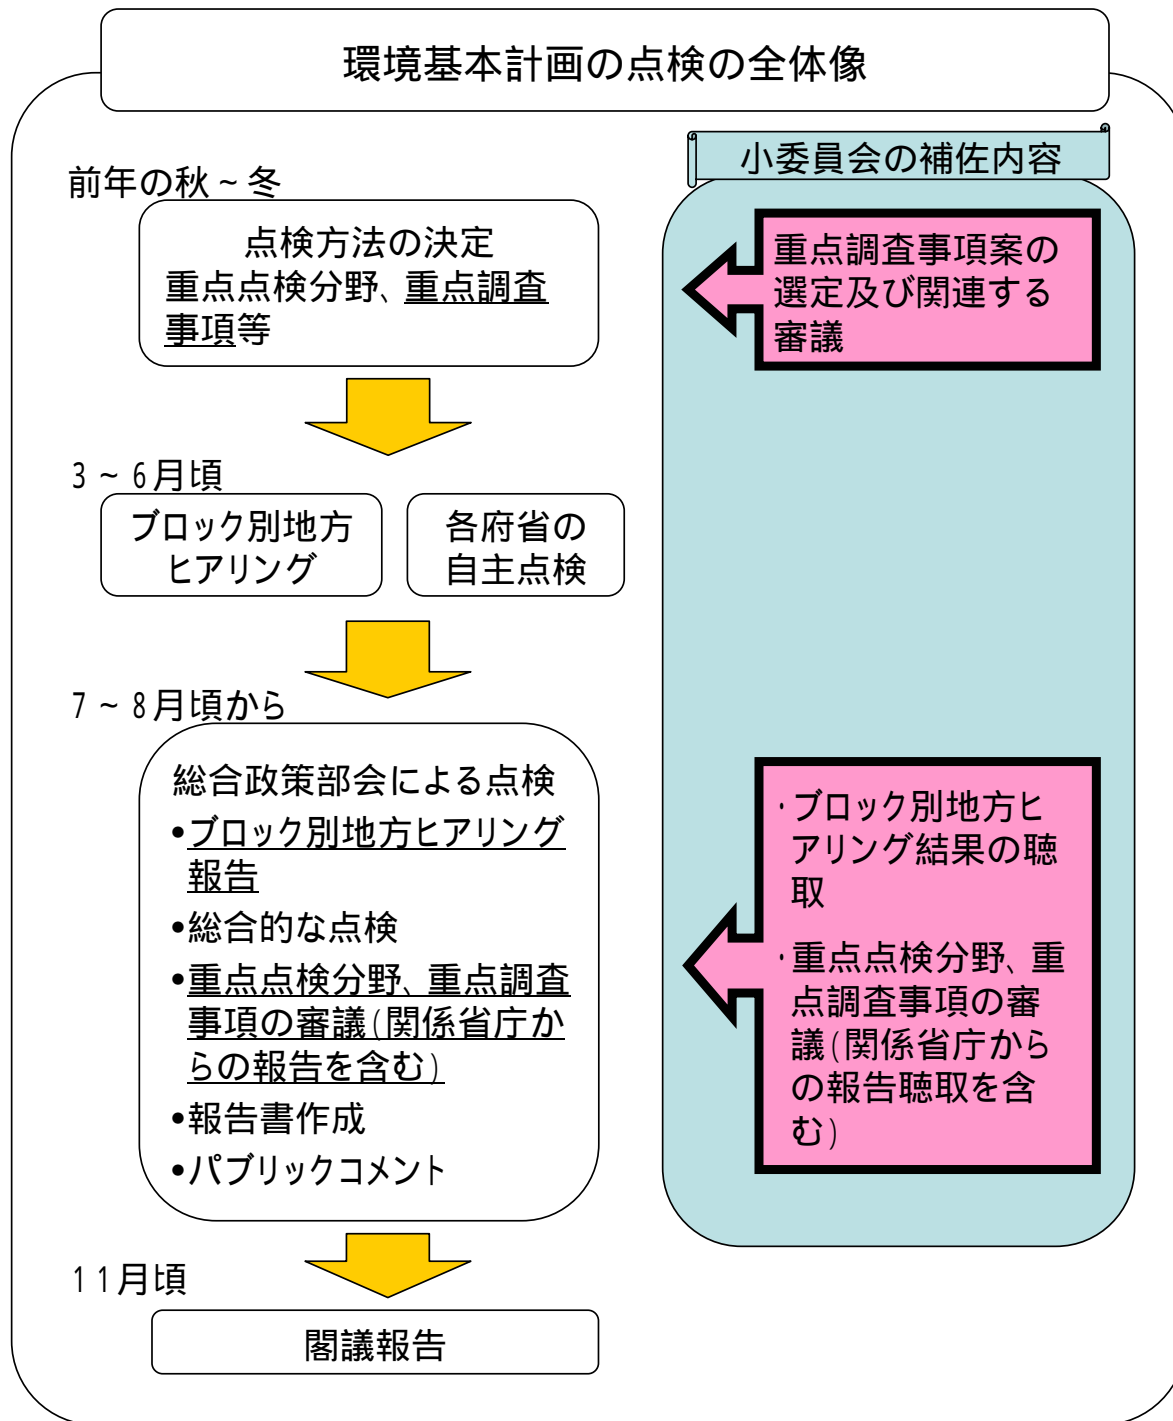 環境基本計画の点検の全体像
小委員会の補佐内容
前年の秋～冬
点検方法の決定
重点点検分野、重点調査
事項等
重点調査事項案の
選定及び関連する
審議
3～6月頃
ブロック別地方
ヒアリング
各府省の
自主点検
7～8月頃から
総合政策部会による点検
•ブロック別地方ヒアリング
報告
•総合的な点検
•重点点検分野、重点調査
事項の審議(関係省庁か
らの報告を含む)
•報告書作成
•パブリックコメント
・ブロック別地方ヒ
アリング結果の聴
取
・重点点検分野、重
点調査事項の審
議(関係省庁から
の報告聴取を含
む)
11月頃
閣議報告